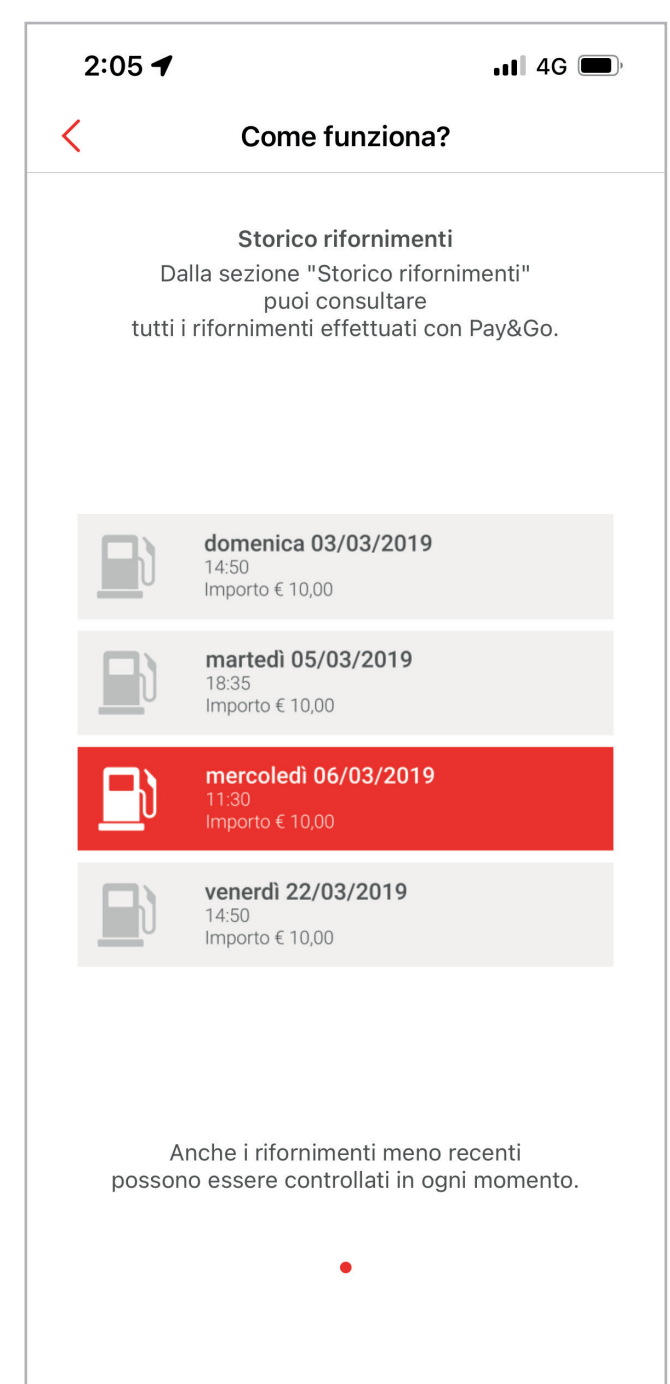 2:05
4G
Come funziona?
Storico rifornimenti
Dalla sezione "Storico rifornimenti"
puoi consultare
tutti i rifornimenti effettuati con Pay&Go.
domenica 03/03/2019
14:50
Importo € 10,00
martedì 05/03/2019
18:35
Importo € 10,00
mercoledì 06/03/2019
11:30
Importo € 10,00
venerdì 22/03/2019
14:50
Importo € 10,00
Anche i rifornimenti meno recenti
possono essere controllati in ogni momento.